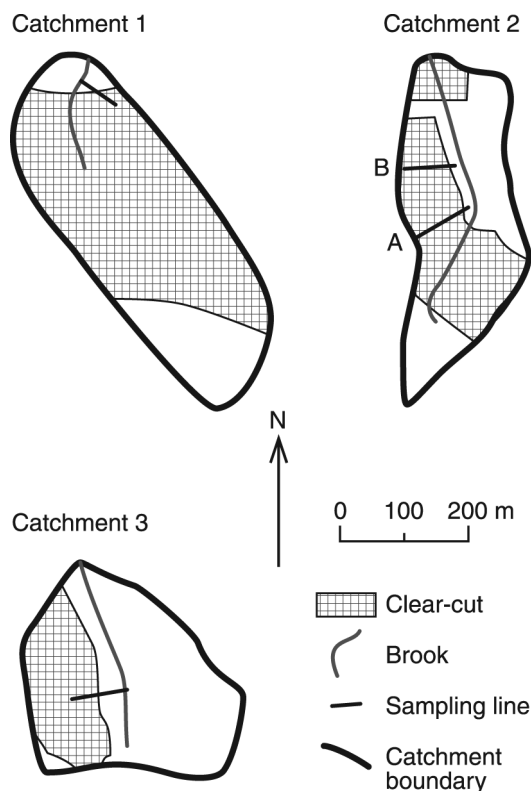 Catchment 1
Catchment 2
B
A
N
Catchment 3
0 100 200 m
Clear-cut
Brook
Sampling line
Catchment
boundary